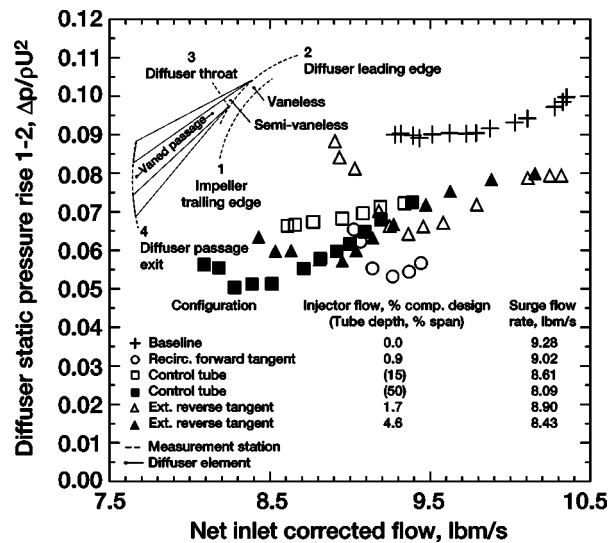 0.12
0.11
0.10
0.09
0.08
0.07
0.06
0.05
0.04
0.03
0.02
0.01
0.00
Diffuser static pressure rise 1-2, Δp/ρU²
3
Diffuser throat
2
Diffuser leading edge
Vaneless
Semi-vaneless
Vaned passage
1
Impeller
trailing edge
4
Diffuser passage
exit
Configuration Injector flow, % comp. design (Tube depth, % span) Surge flow rate, lbm/s
Baseline 0.0 9.28
Recirc. forward tangent 0.9 9.02
Control tube (15) 8.61
Control tube (50) 8.09
Ext. reverse tangent 1.7 8.90
Ext. reverse tangent 4.6 8.43
Measurement station
Diffuser element
7.5 8.5 9.5 10.5
Net inlet corrected flow, lbm/s